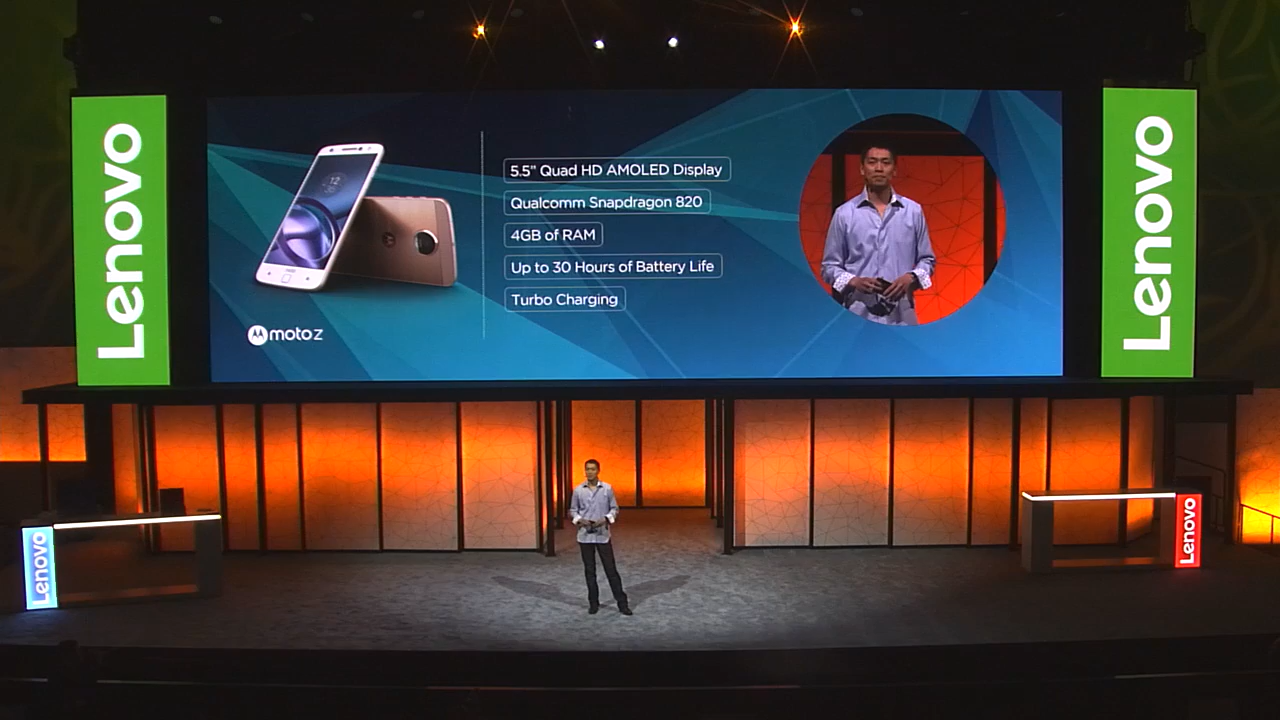 Lenovo
5.5" Quad HD AMOLED Display
Qualcomm Snapdragon 820
4GB of RAM
Up to 30 Hours of Battery Life
Turbo Charging
moto z
Lenovo
Lenovo
Lenovo